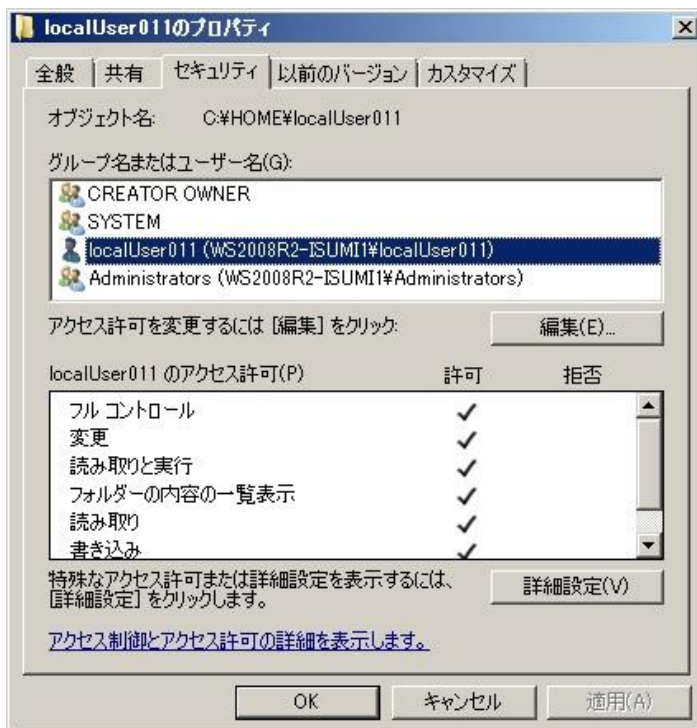 localUser011のプロパティ
全般
共有
セキュリティ
以前のバージョン
カスタマイズ
オブジェクト名: C:¥HOME¥localUser011
グループ名またはユーザー名(G):
CREATOR OWNER
SYSTEM
localUser011 (WS2008R2-ISUMI1¥localUser011)
Administrators (WS2008R2-ISUMI1¥Administrators)
アクセス許可を変更するには [編集] をクリック:
編集(E)...
localUser011 のアクセス許可(P) 許可 拒否
フル コントロール
変更
読み取りと実行
フォルダーの内容の一覧表示
読み取り
書き込み
特殊なアクセス許可または詳細設定を表示するには、
[詳細設定] をクリックします。
詳細設定(V)
アクセス制御とアクセス許可の詳細を表示します。
OK
キャンセル
適用(A)